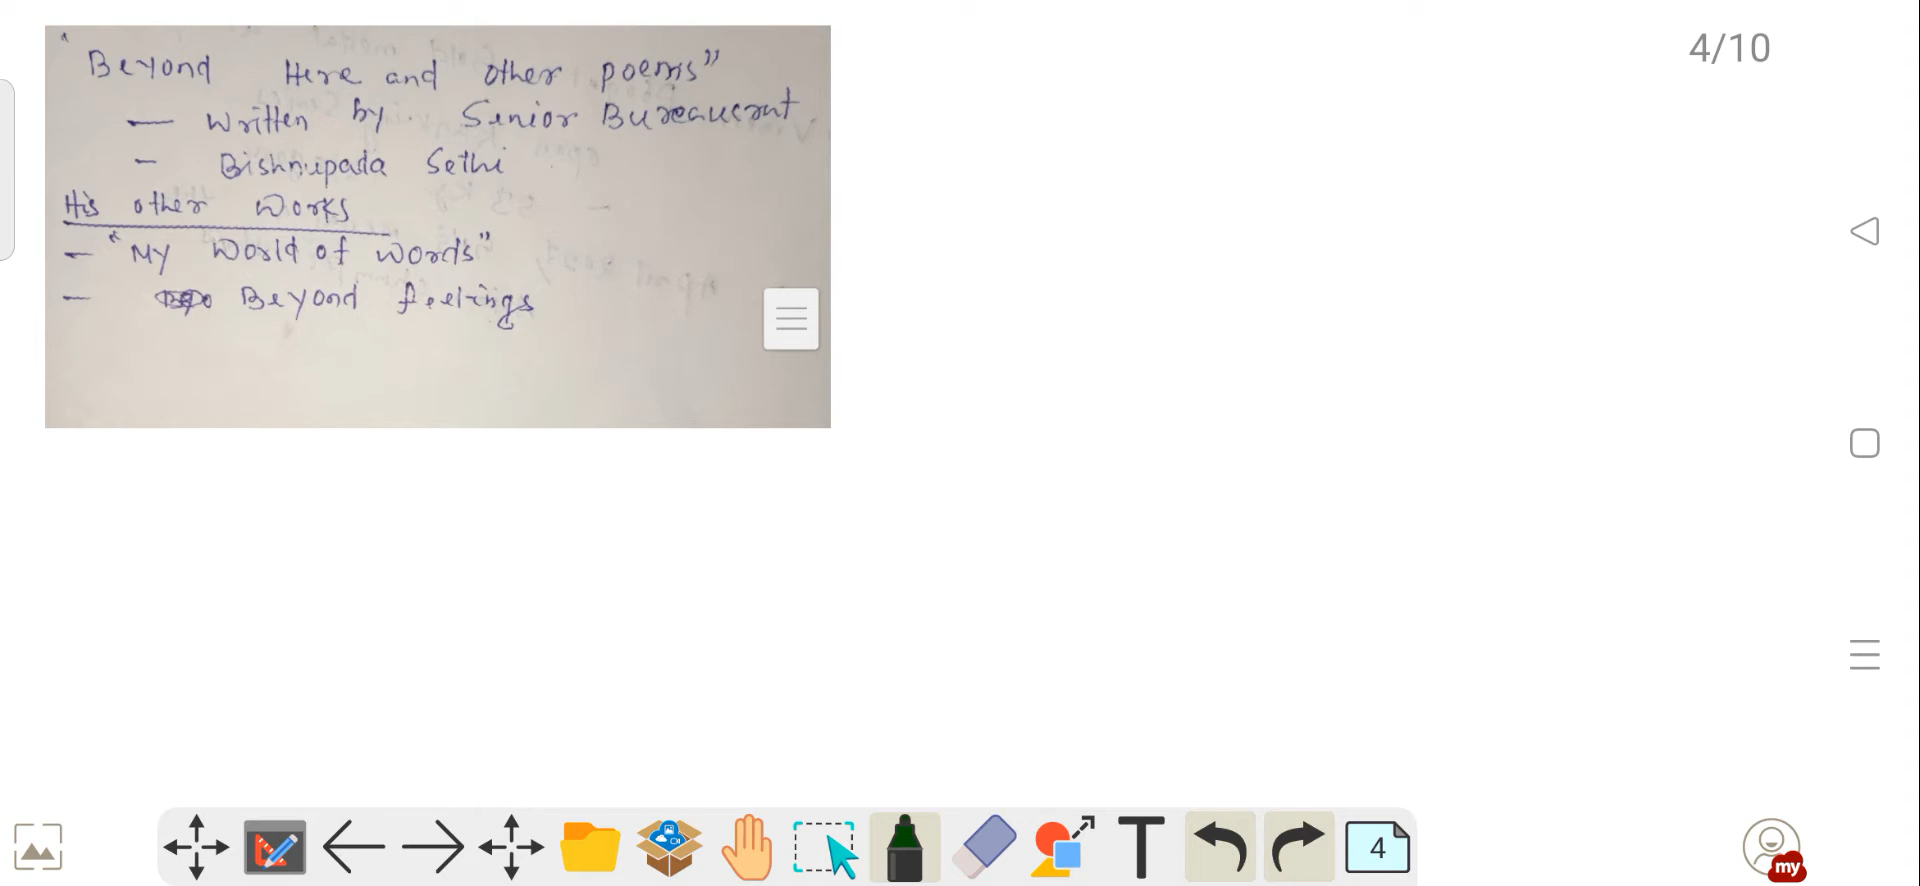 "Beyond Here and other poems"
— Written by. Senior Bureaucrat
- Bishnupada Sethi
His other Works
- "My World of Words"
- Beyond feelings
4/10
4
my